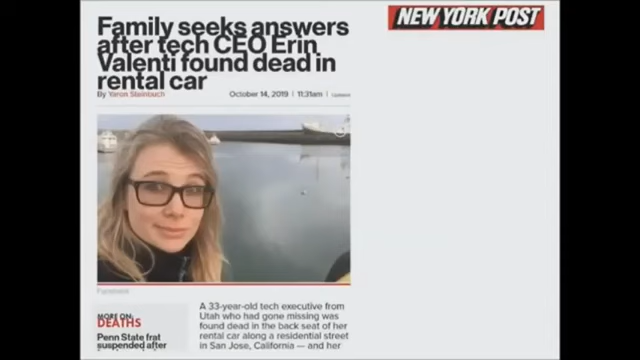 Family seeks answers
after tech CEO Erin
Valenti found dead in
rental car
NEW YORK POST
By Yaron Steinbuch
October 14, 2019 | 11:31am | Updated
Facebook
MORE ON:
DEATHS
Penn State frat
suspended after
A 33-year-old tech executive from
Utah who had gone missing was
found dead in the back seat of her
rental car along a residential street
in San Jose, California — and her